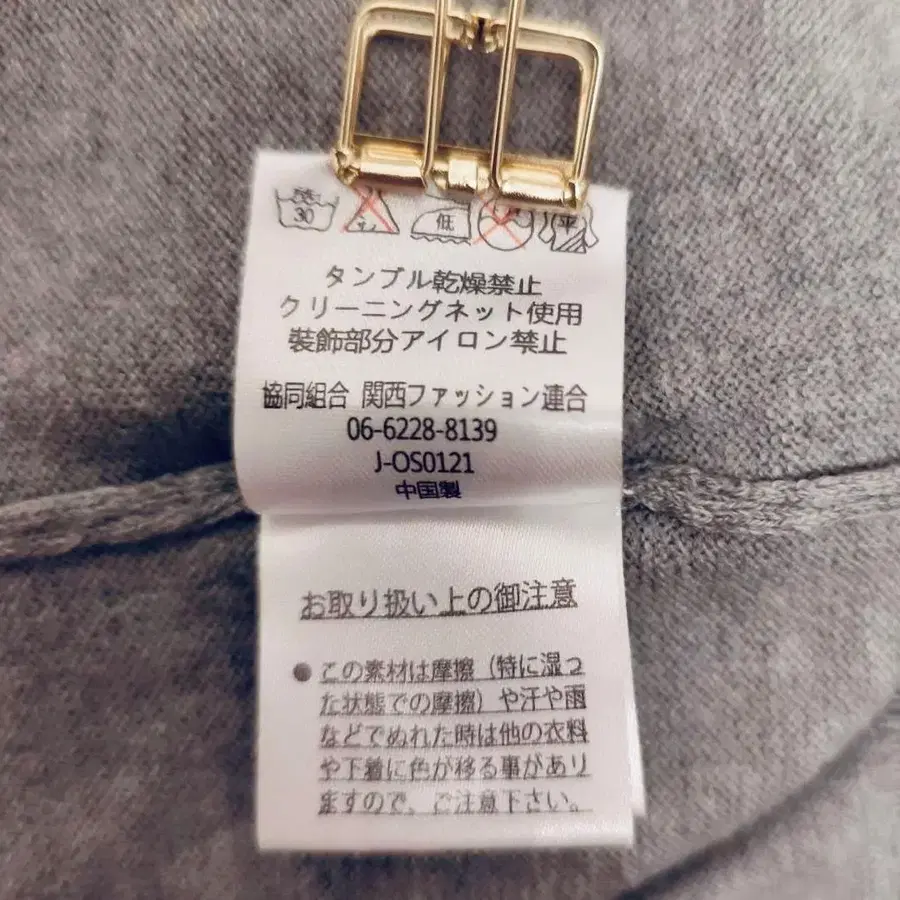 30
低
平
タンブル乾燥禁止
クリーニングネット使用
装飾部分アイロン禁止
協同組合 関西ファッション連合
06-6228-8139
J-OS0121
中国製
お取り扱い上の御注意
● この素材は摩擦（特に湿っ
た状態での摩擦）や汗や雨
などでぬれた時は他の衣料
や下着に色が移る事があり
ますので、ご注意下さい。